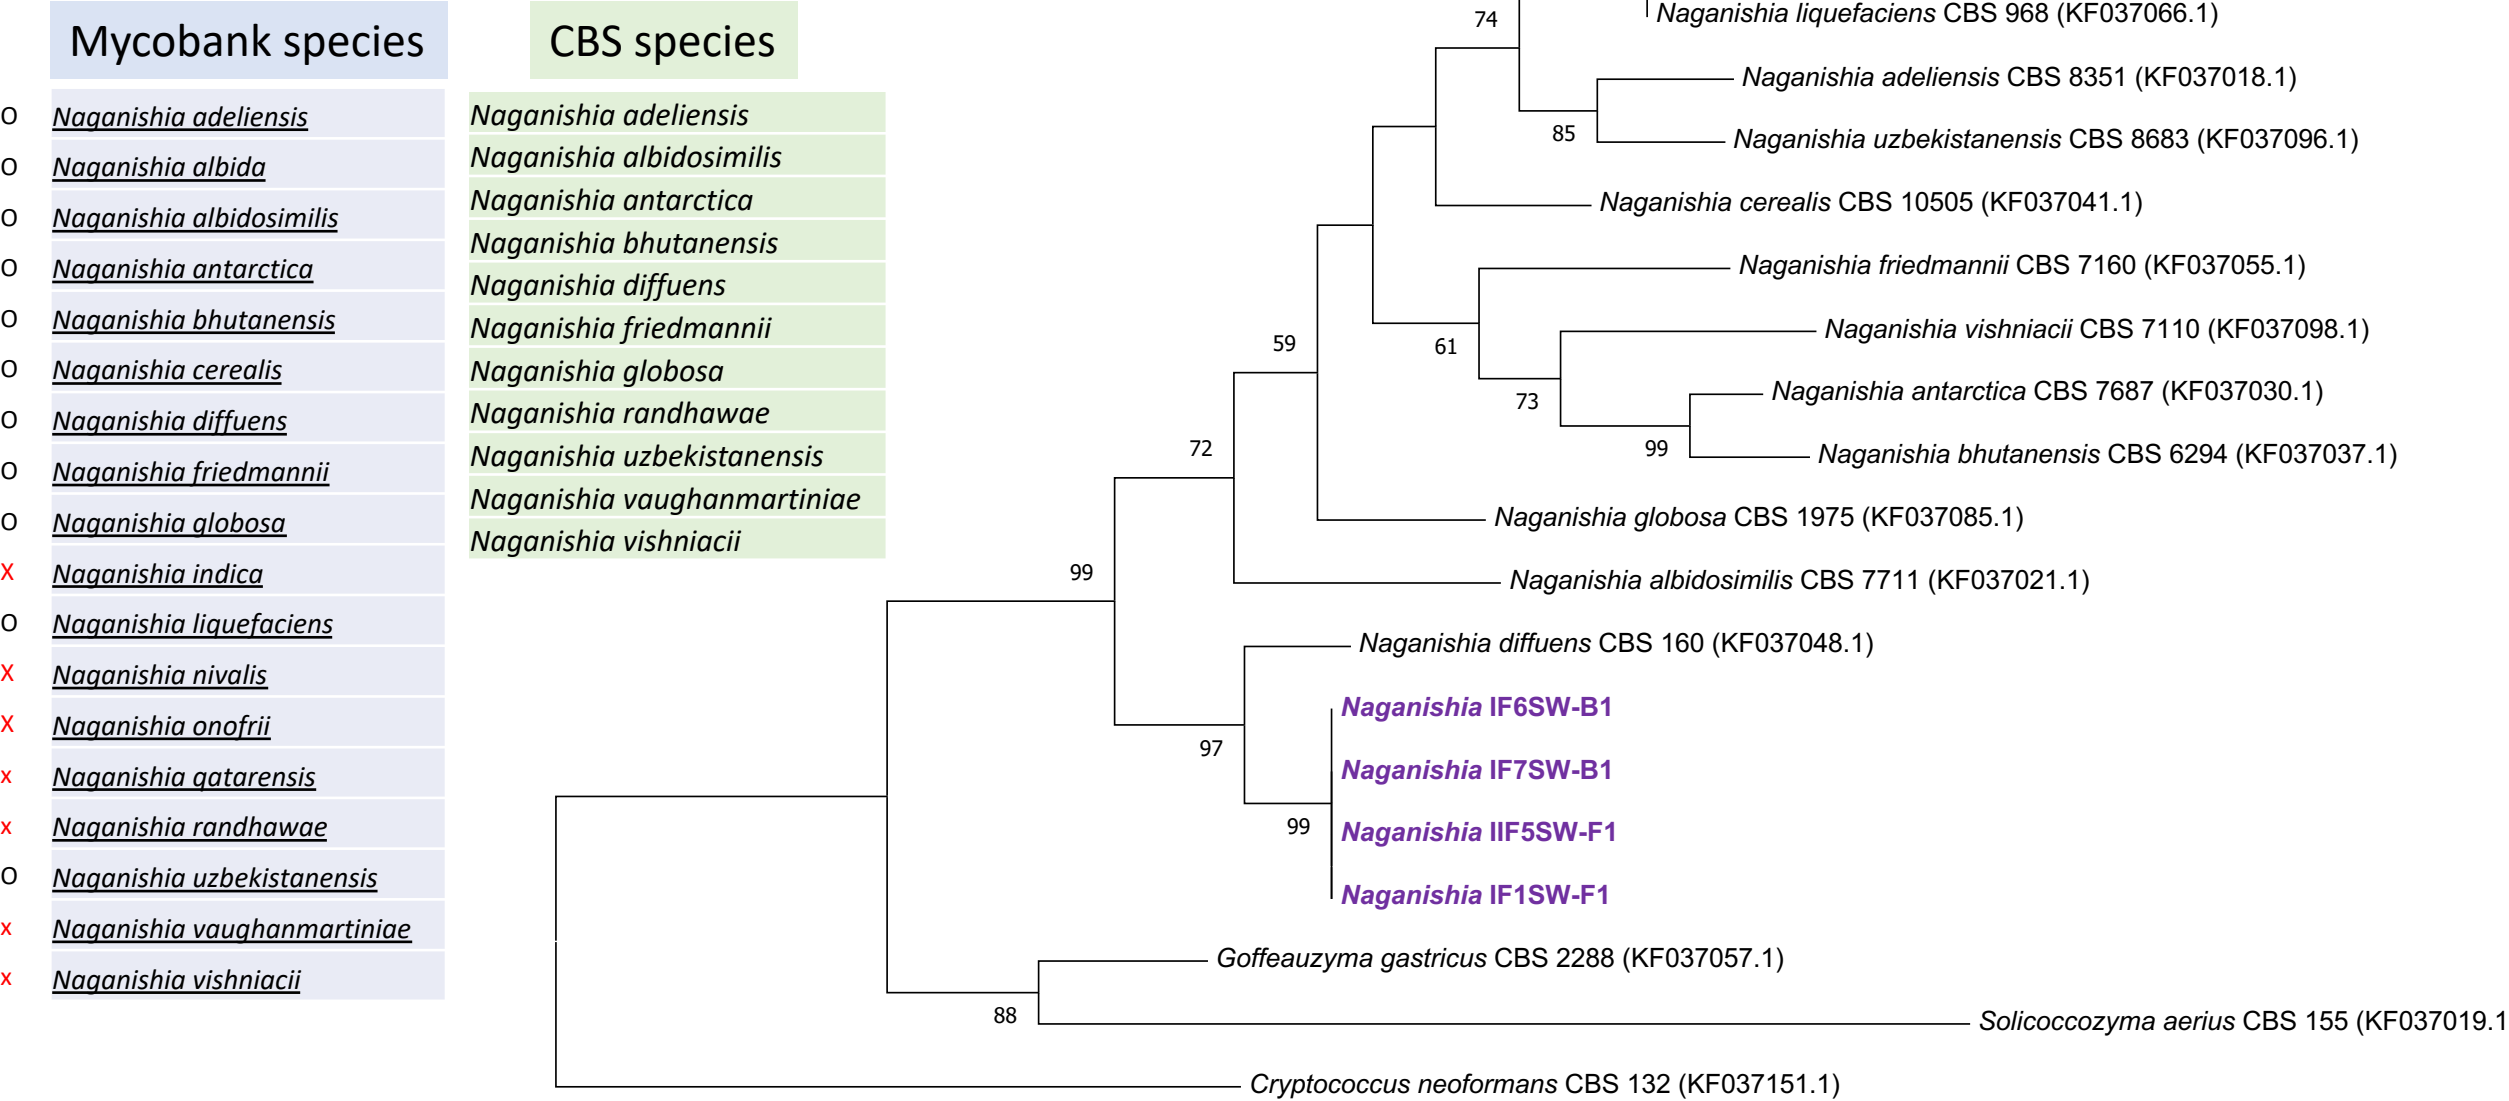 Mycobank species
O Naganishia adeliensis
O Naganishia albida
O Naganishia albidosimilis
O Naganishia antarctica
O Naganishia bhutanensis
O Naganishia cerealis
O Naganishia diffuens
O Naganishia friedmannii
O Naganishia globosa
X Naganishia indica
O Naganishia liquefaciens
X Naganishia nivalis
X Naganishia onofrii
x Naganishia qatarensis
x Naganishia randhawae
O Naganishia uzbekistanensis
x Naganishia vaughanmartiniae
x Naganishia vishniacii
CBS species
Naganishia adeliensis
Naganishia albidosimilis
Naganishia antarctica
Naganishia bhutanensis
Naganishia diffuens
Naganishia friedmannii
Naganishia globosa
Naganishia randhawae
Naganishia uzbekistanensis
Naganishia vaughanmartiniae
Naganishia vishniacii
Naganishia liquefaciens CBS 968 (KF037066.1)
74
Naganishia adeliensis CBS 8351 (KF037018.1)
85
Naganishia uzbekistanensis CBS 8683 (KF037096.1)
Naganishia cerealis CBS 10505 (KF037041.1)
Naganishia friedmannii CBS 7160 (KF037055.1)
59
61
Naganishia vishniacii CBS 7110 (KF037098.1)
73
Naganishia antarctica CBS 7687 (KF037030.1)
99
Naganishia bhutanensis CBS 6294 (KF037037.1)
72
Naganishia globosa CBS 1975 (KF037085.1)
99
Naganishia albidosimilis CBS 7711 (KF037021.1)
Naganishia diffuens CBS 160 (KF037048.1)
97
Naganishia IF6SW-B1
Naganishia IF7SW-B1
99
Naganishia IIF5SW-F1
Naganishia IF1SW-F1
Goffeauzyma gastricus CBS 2288 (KF037057.1)
88
Solicoccozyma aerius CBS 155 (KF037019.1
Cryptococcus neoformans CBS 132 (KF037151.1)